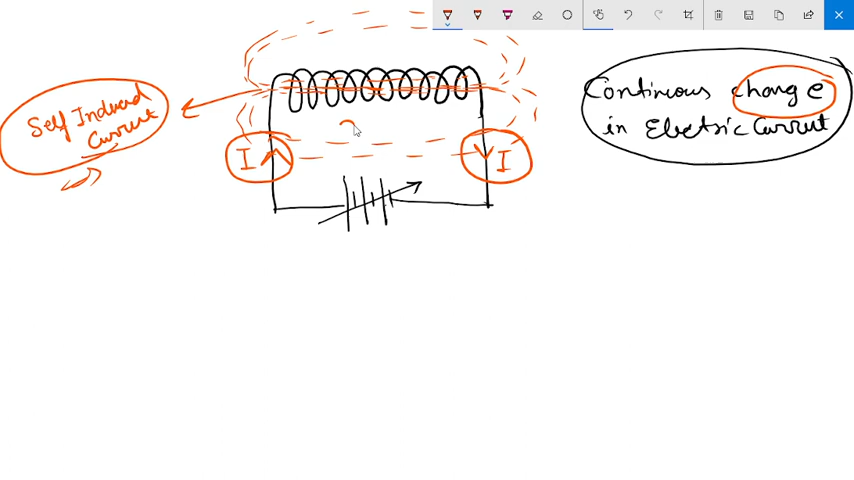 Self Induced
Current
I
I
Continuous change
in Electric Current